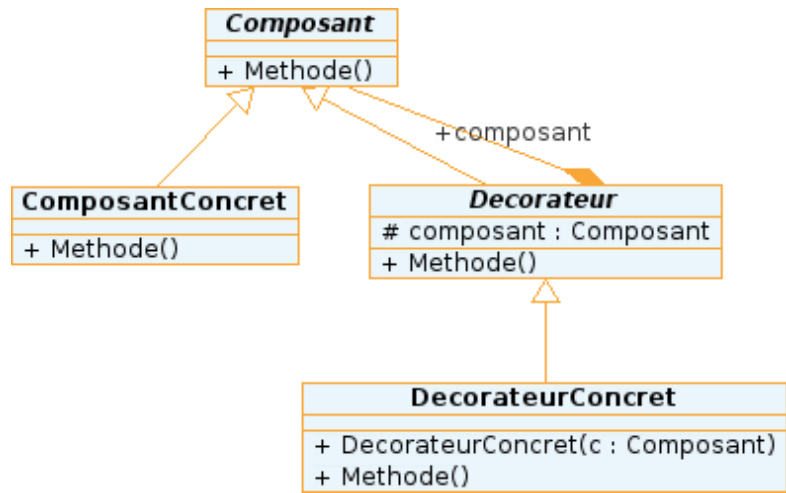 Composant
+ Methode()
+composant
ComposantConcret
+ Methode()
Decorateur
# composant : Composant
+ Methode()
DecorateurConcret
+ DecorateurConcret(c : Composant)
+ Methode()